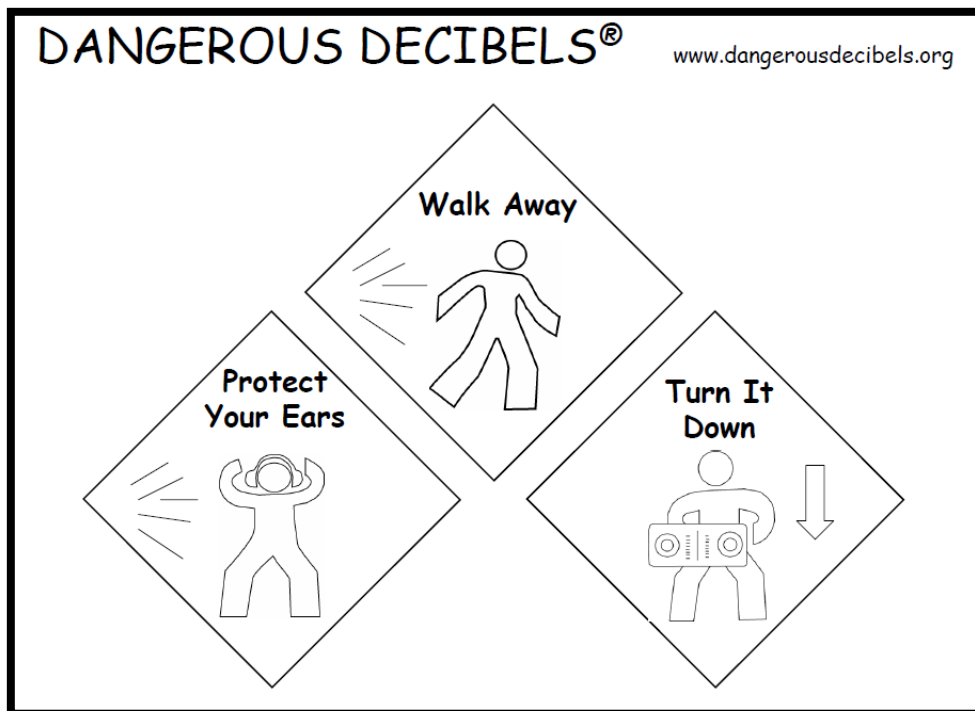 DANGEROUS DECIBELS®
www.dangerousdecibels.org
Walk Away
Protect
Your Ears
Turn It
Down